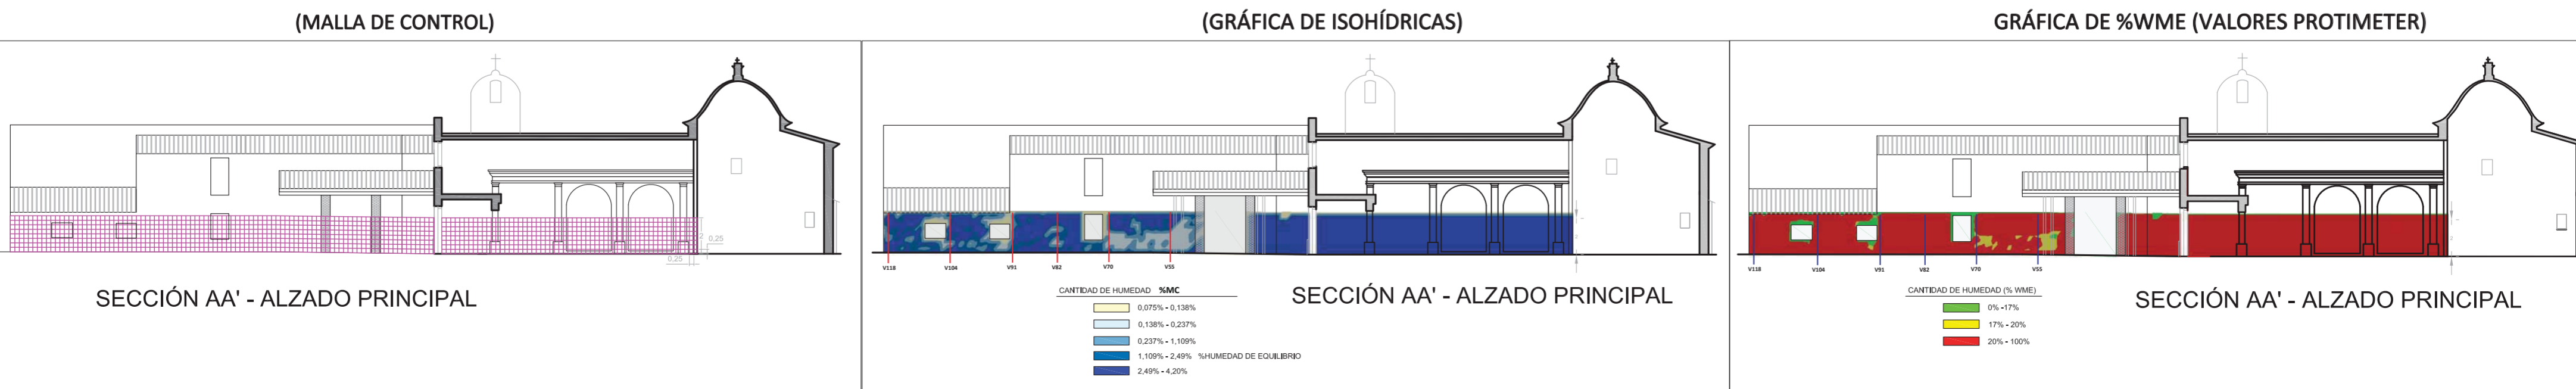 (MALLA DE CONTROL)
0,25
0,25
SECCIÓN AA' - ALZADO PRINCIPAL
(GRÁFICA DE ISOHÍDRICAS)
V118 V104 V91 V82 V70 V55
CANTIDAD DE HUMEDAD %MC
0,075% - 0,138%
0,138% - 0,237%
0,237% - 1,109%
1,109% - 2,49% %HUMEDAD DE EQUILIBRIO
2,49% - 4,20%
SECCIÓN AA' - ALZADO PRINCIPAL
GRÁFICA DE %WME (VALORES PROTIMETER)
V118 V104 V91 V82 V70 V55
CANTIDAD DE HUMEDAD (% WME)
0% -17%
17% - 20%
20% - 100%
SECCIÓN AA' - ALZADO PRINCIPAL